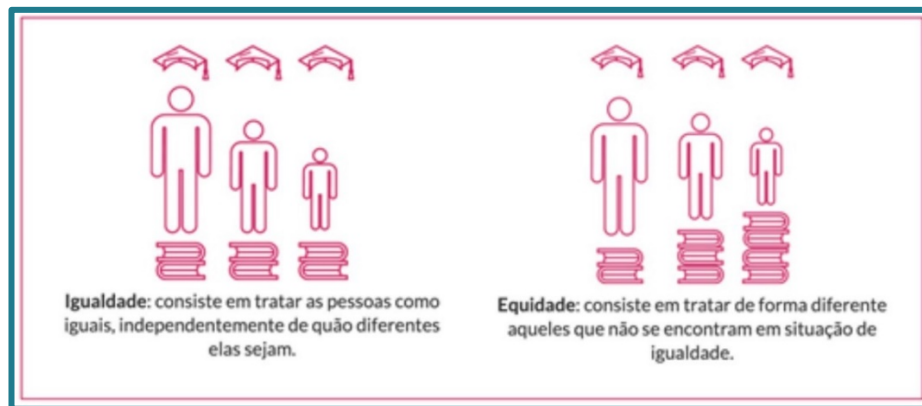 Igualdade: consiste em tratar as pessoas como
iguais, independentemente de quão diferentes
elas sejam.
Equidade: consiste em tratar de forma diferente
aqueles que não se encontram em situação de
igualdade.